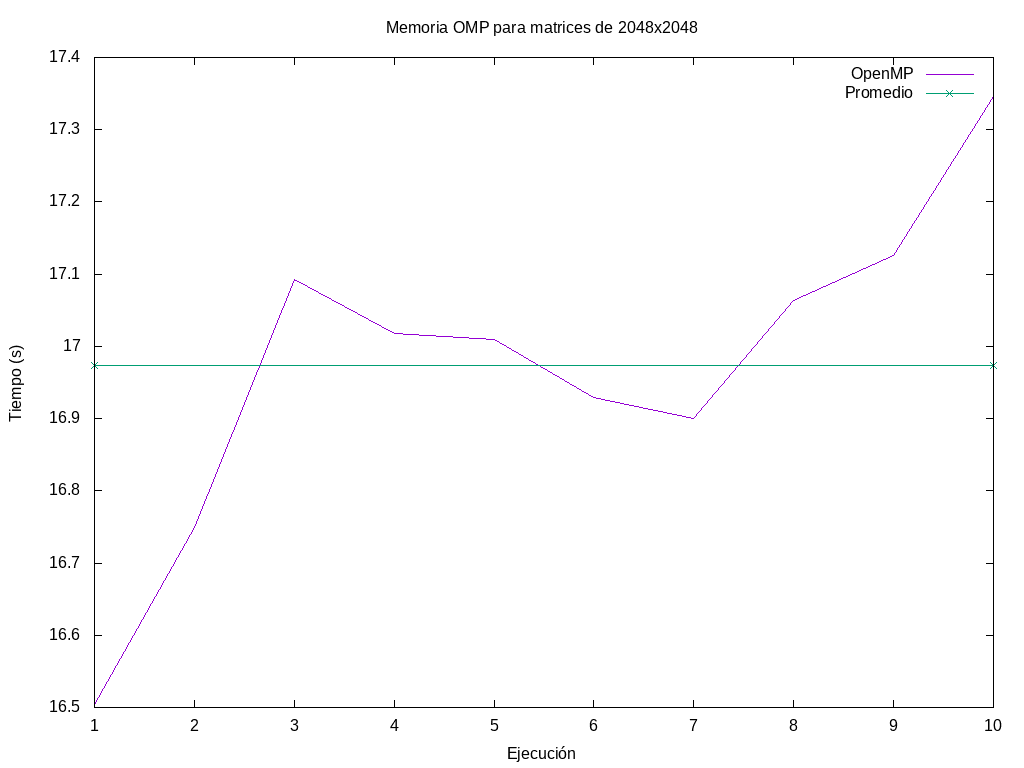 Memoria OMP para matrices de 2048x2048
17.4
17.3
17.2
17.1
17
16.9
16.8
16.7
16.6
16.5
Tiempo (s)
OpenMP
Promedio
1 2 3 4 5 6 7 8 9 10
Ejecución